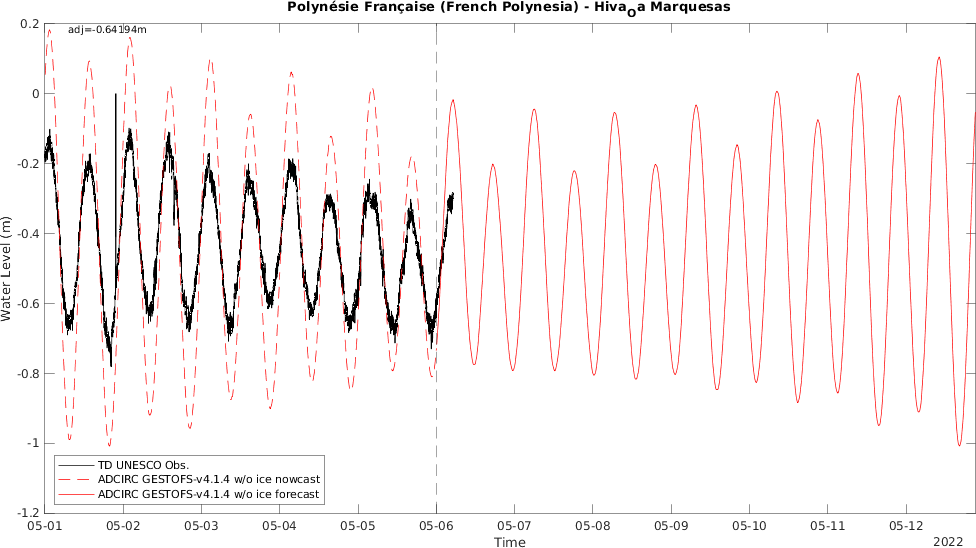 Polynésie Française (French Polynesia) - Hiva_Oa Marquesas
adj=-0.64194m
0.2
0
-0.2
-0.4
-0.6
-0.8
-1
-1.2
Water Level (m)
TD UNESCO Obs.
ADCIRC GESTOFS-v4.1.4 w/o ice nowcast
ADCIRC GESTOFS-v4.1.4 w/o ice forecast
05-01 05-02 05-03 05-04 05-05 05-06 05-07 05-08 05-09 05-10 05-11 05-12
Time
2022